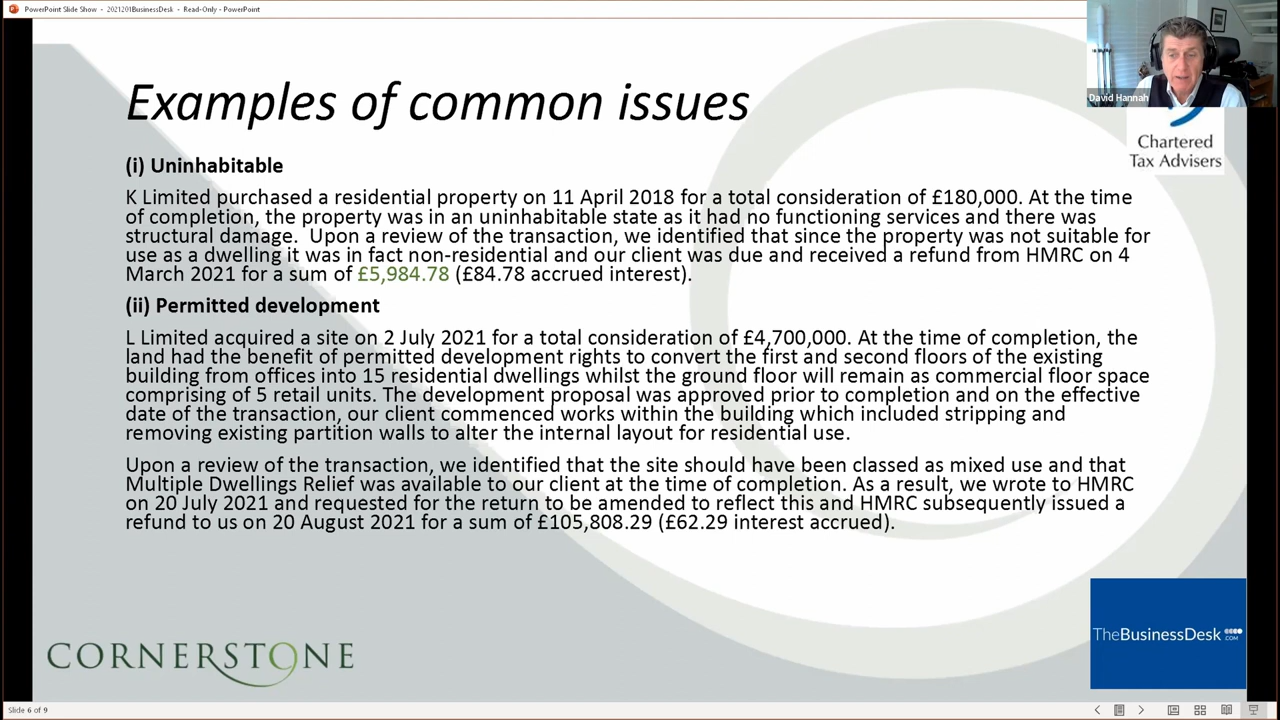 PowerPoint Slide Show - 2021201BusinessDesk - Read-Only - PowerPoint
David Hannah
Chartered
Tax Advisers
Examples of common issues
(i) Uninhabitable
K Limited purchased a residential property on 11 April 2018 for a total consideration of £180,000. At the time
of completion, the property was in an uninhabitable state as it had no functioning services and there was
structural damage. Upon a review of the transaction, we identified that since the property was not suitable for
use as a dwelling it was in fact non-residential and our client was due and received a refund from HMRC on 4
March 2021 for a sum of £5,984.78 (£84.78 accrued interest).
(ii) Permitted development
L Limited acquired a site on 2 July 2021 for a total consideration of £4,700,000. At the time of completion, the
land had the benefit of permitted development rights to convert the first and second floors of the existing
building from offices into 15 residential dwellings whilst the ground floor will remain as commercial floor space
comprising of 5 retail units. The development proposal was approved prior to completion and on the effective
date of the transaction, our client commenced works within the building which included stripping and
removing existing partition walls to alter the internal layout for residential use.
Upon a review of the transaction, we identified that the site should have been classed as mixed use and that
Multiple Dwellings Relief was available to our client at the time of completion. As a result, we wrote to HMRC
on 20 July 2021 and requested for the return to be amended to reflect this and HMRC subsequently issued a
refund to us on 20 August 2021 for a sum of £105,808.29 (£62.29 interest accrued).
CORNERSTONE
TheBusinessDesk
.COM
Slide 6 of 9